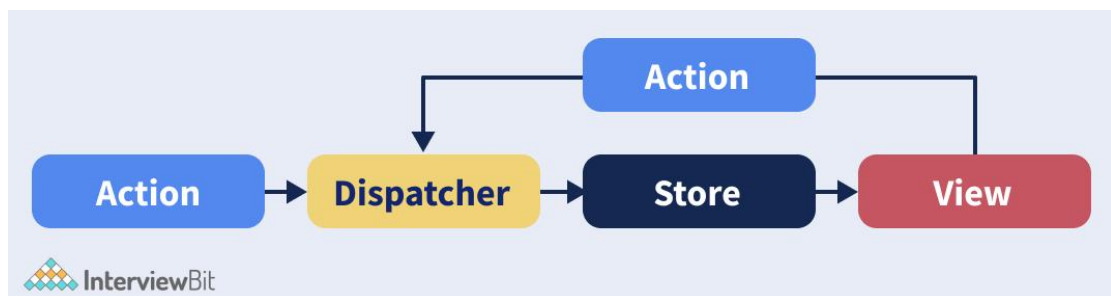 Action
Action
Dispatcher
Store
View
InterviewBit